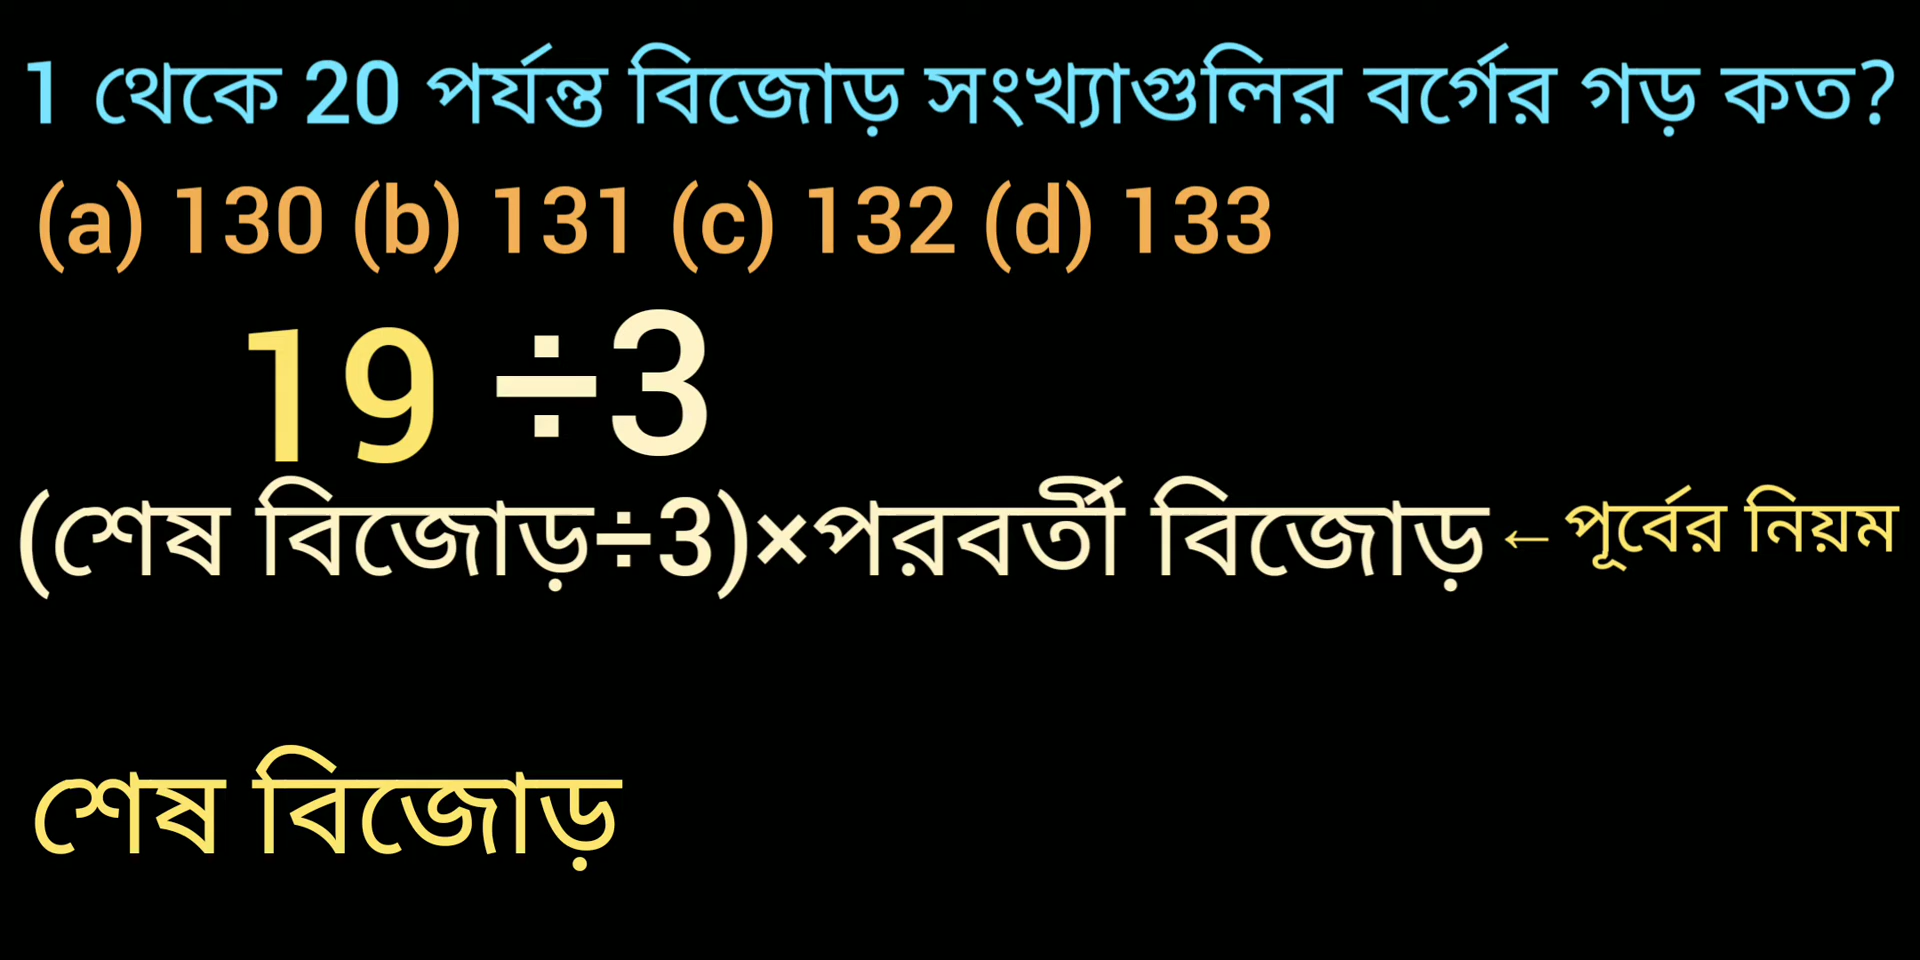 1 থেকে 20 পর্যন্ত বিজোড় সংখ্যাগুলির বর্গের গড় কত?
(a) 130 (b) 131 (c) 132 (d) 133
19 ÷3
(শেষ বিজোড়÷3)×পরবর্তী বিজোড় ← পূর্বের নিয়ম
শেষ বিজোড়